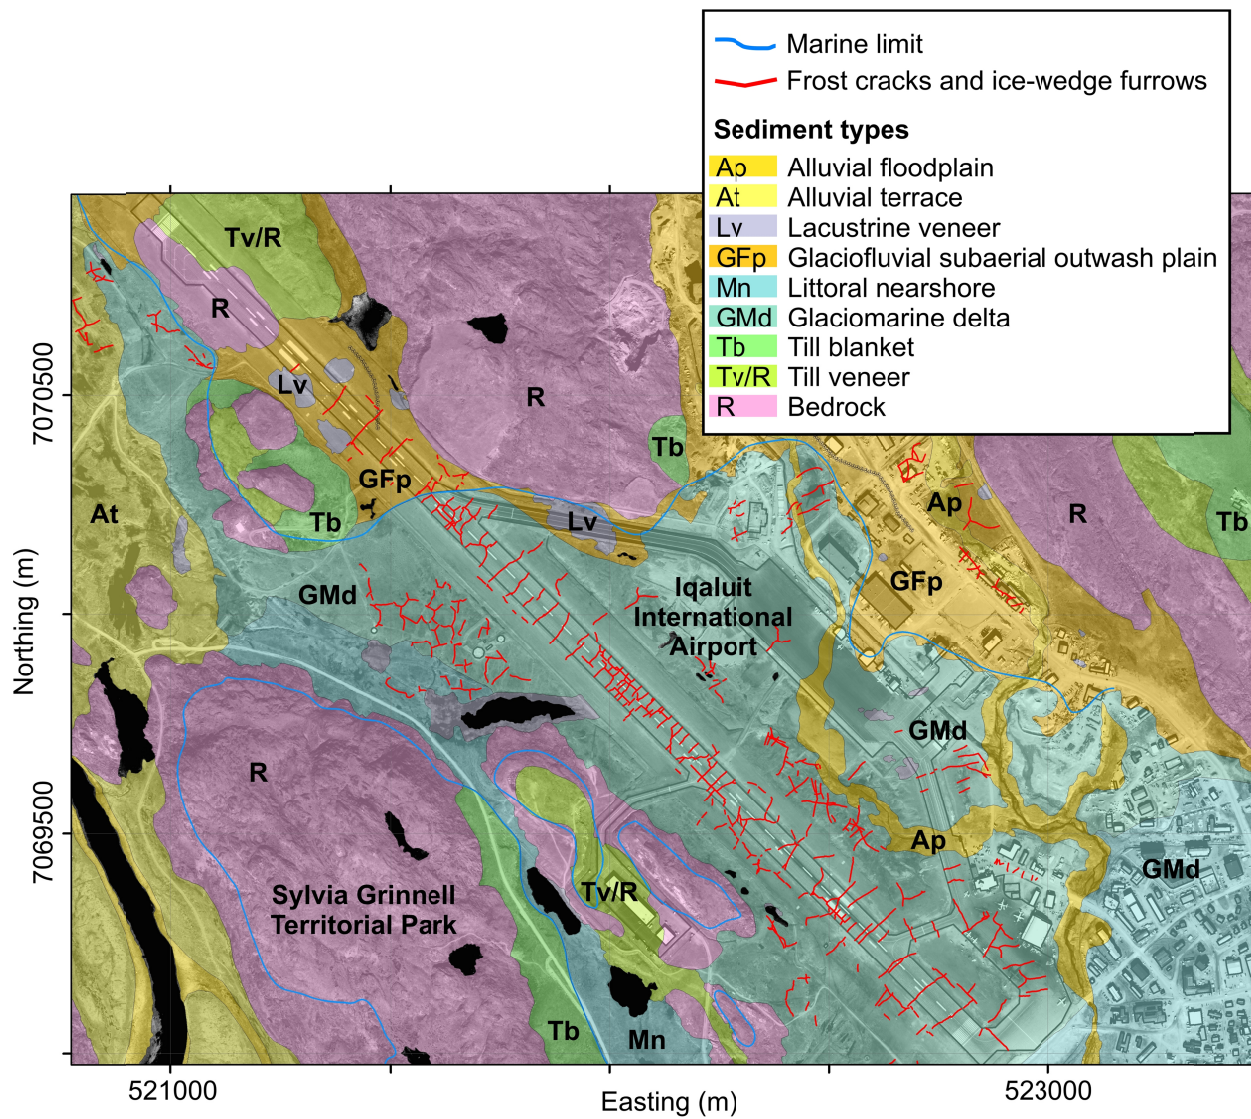 Marine limit
Frost cracks and ice-wedge furrows
Sediment types
Ap Alluvial floodplain
At Alluvial terrace
Lv Lacustrine veneer
GFp Glaciofluvial subaerial outwash plain
Mn Littoral nearshore
GMd Glaciomarine delta
Tb Till blanket
Tv/R Till veneer
R Bedrock
Tv/R
R
Lv
R
Tb
GFp
Ap
R
Tb
At
Tb
Lv
GFp
GMd
Iqaluit
International
Airport
GMd
R
Ap
GMd
Sylvia Grinnell
Territorial Park
Tv/R
Tb
Mn
7070500
7069500
Northing (m)
521000
523000
Easting (m)